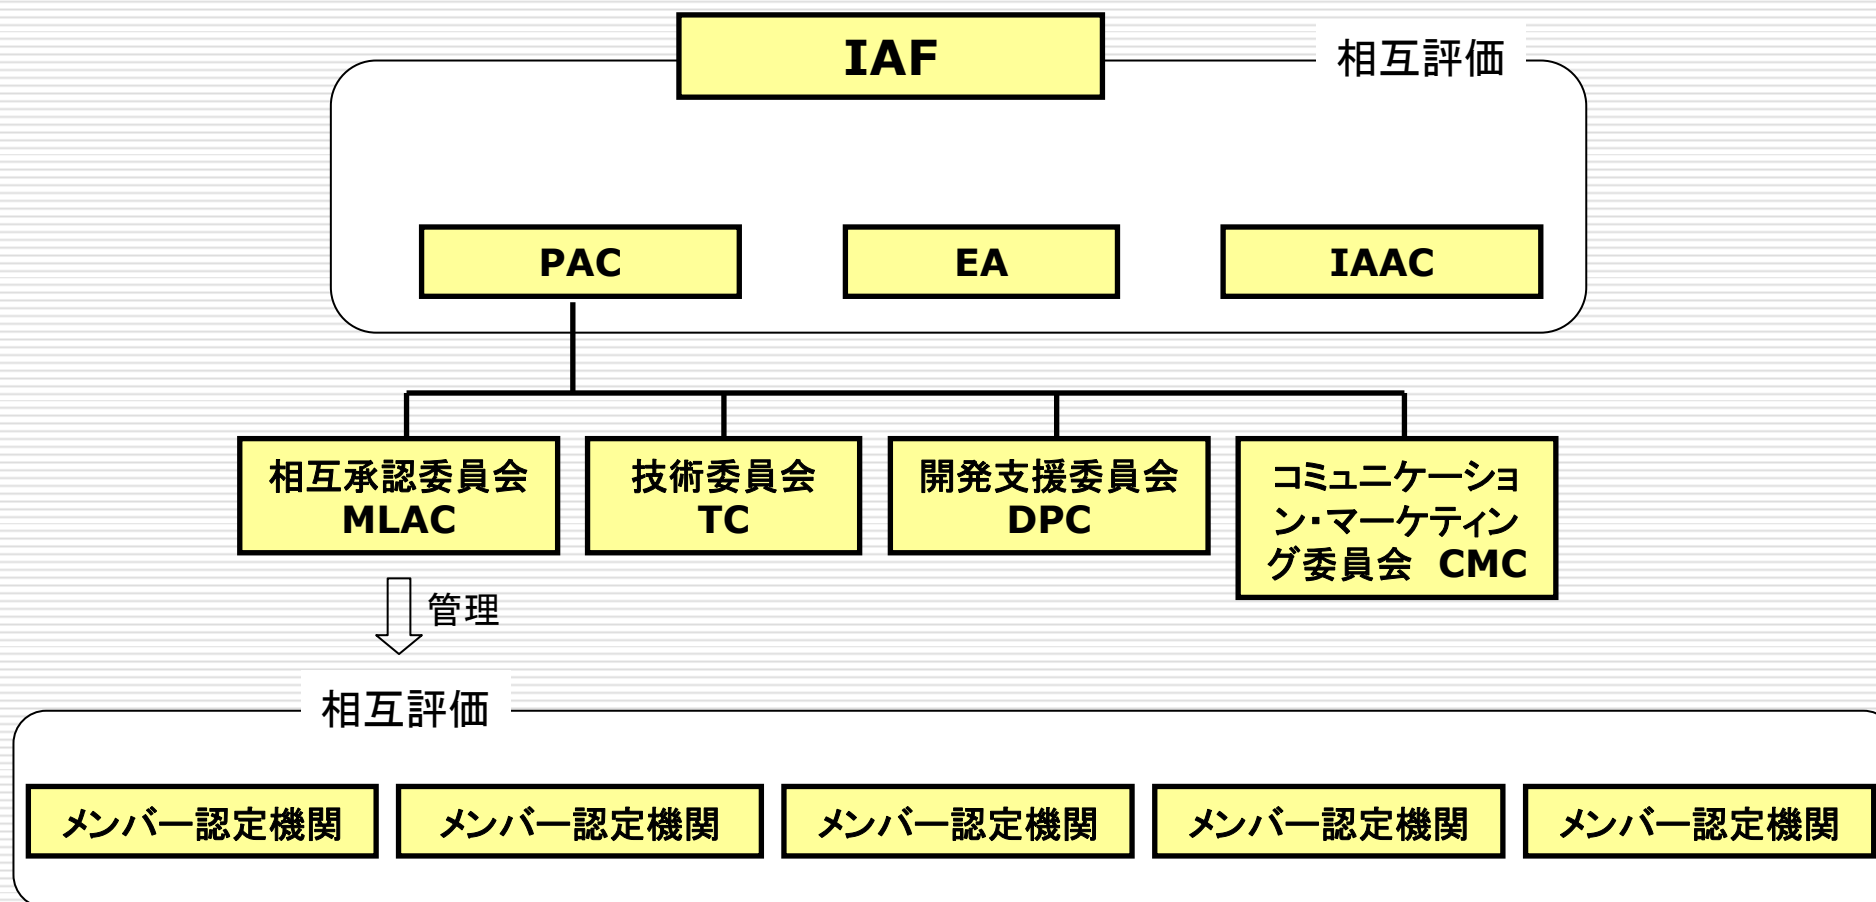 IAF
相互評価
PAC
EA
IAAC
相互承認委員会
MLAC
技術委員会
TC
開発支援委員会
DPC
コミュニケーショ
ン・マーケティン
グ委員会 CMC
管理
相互評価
メンバー認定機関
メンバー認定機関
メンバー認定機関
メンバー認定機関
メンバー認定機関